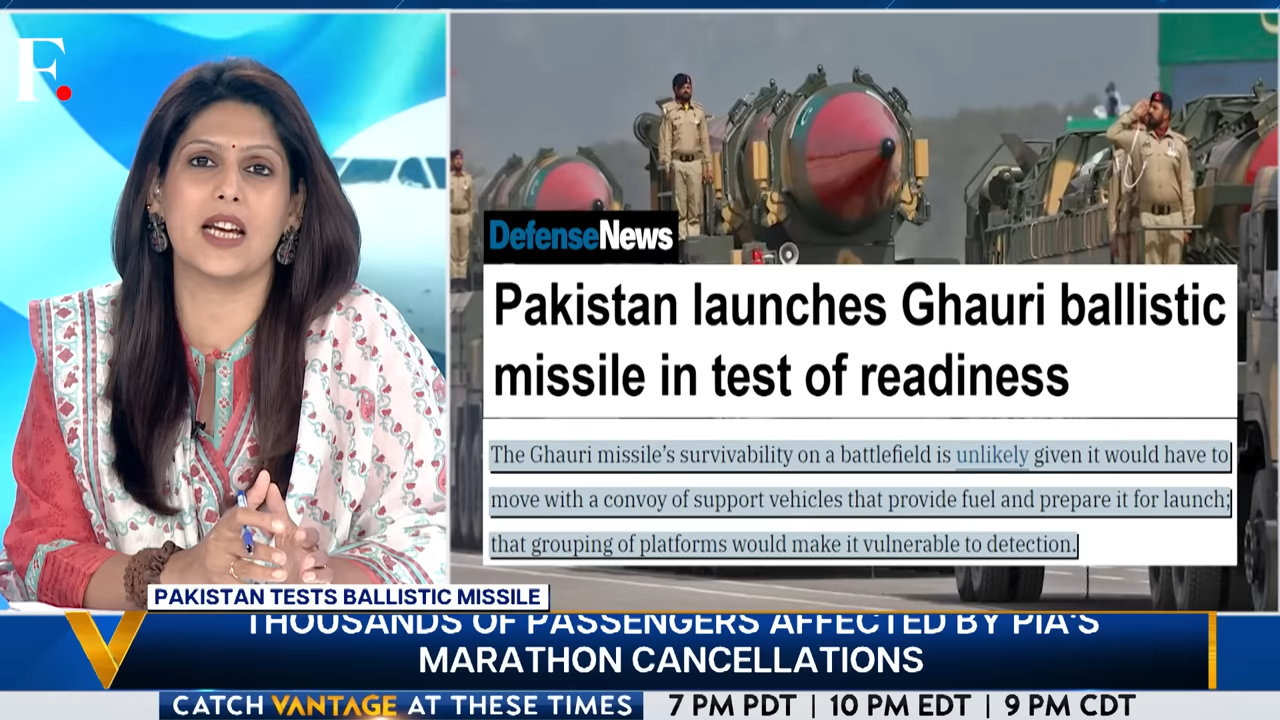 F.
DefenseNews
Pakistan launches Ghauri ballistic
missile in test of readiness
The Ghauri missile's survivability on a battlefield is unlikely given it would have to
move with a convoy of support vehicles that provide fuel and prepare it for launch;
that grouping of platforms would make it vulnerable to detection.
PAKISTAN TESTS BALLISTIC MISSILE
THOUSANDS OF PASSENGERS AFFECTED BY PIA'S
MARATHON CANCELLATIONS
CATCH VANTAGE AT THESE TIMES 7 PM PDT | 10 PM EDT | 9 PM CDT